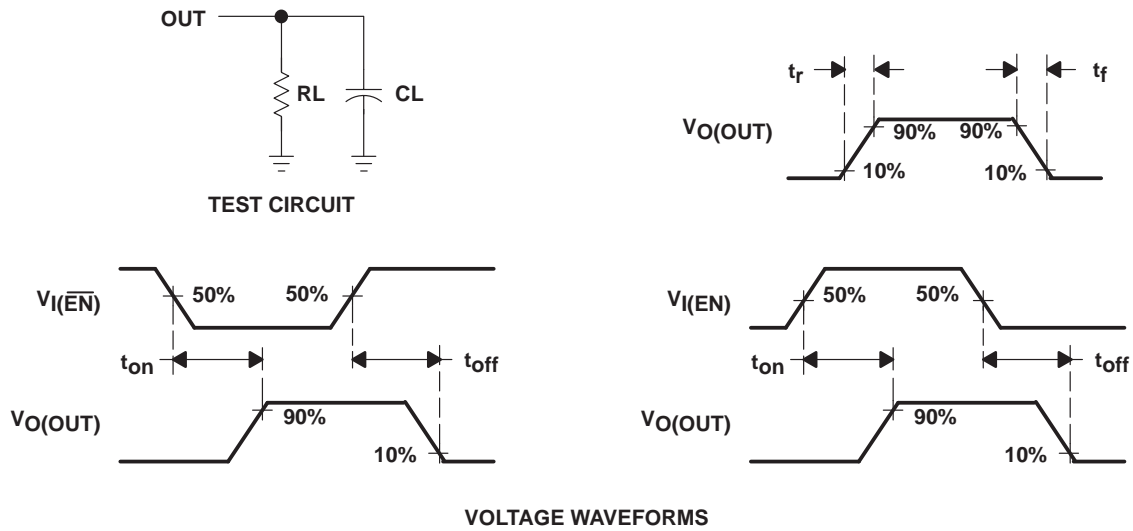 OUT
RL
CL
TEST CIRCUIT
tr
tf
VO(OUT)
90%
90%
10%
10%
VI(E̅N̅)
50%
50%
ton
toff
VO(OUT)
90%
10%
VI(EN)
50%
50%
ton
toff
VO(OUT)
90%
10%
VOLTAGE WAVEFORMS